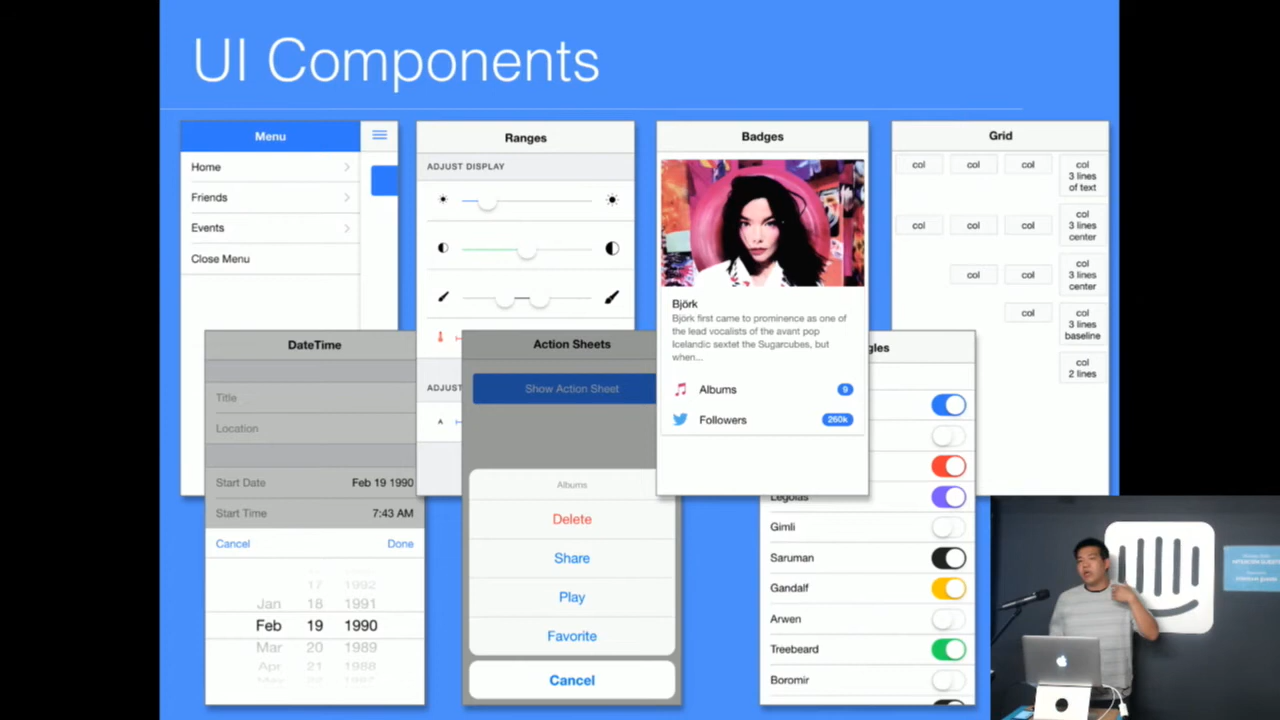 UI Components
Menu
Home
Friends
Events
Close Menu
Ranges
ADJUST DISPLAY
ADJUST
A
Badges
Björk
Björk first came to prominence as one of
the lead vocalists of the avant pop
Icelandic sextet the Sugarcubes, but
when...
Albums 9
Followers 260k
Grid
col col col col
3 lines
of text
col col col col
3 lines
center
col col col
3 lines
center
col col
3 lines
baseline
col
2 lines
DateTime
Title
Location
Start Date Feb 19 1990
Start Time 7:43 AM
Cancel Done
17 1992
Jan 18 1991
Feb 19 1990
Mar 20 1989
Apr 21 1988
Action Sheets
Show Action Sheet
Albums
Delete
Share
Play
Favorite
Cancel
gles
Legolas
Gimli
Saruman
Gandalf
Arwen
Treebeard
Boromir